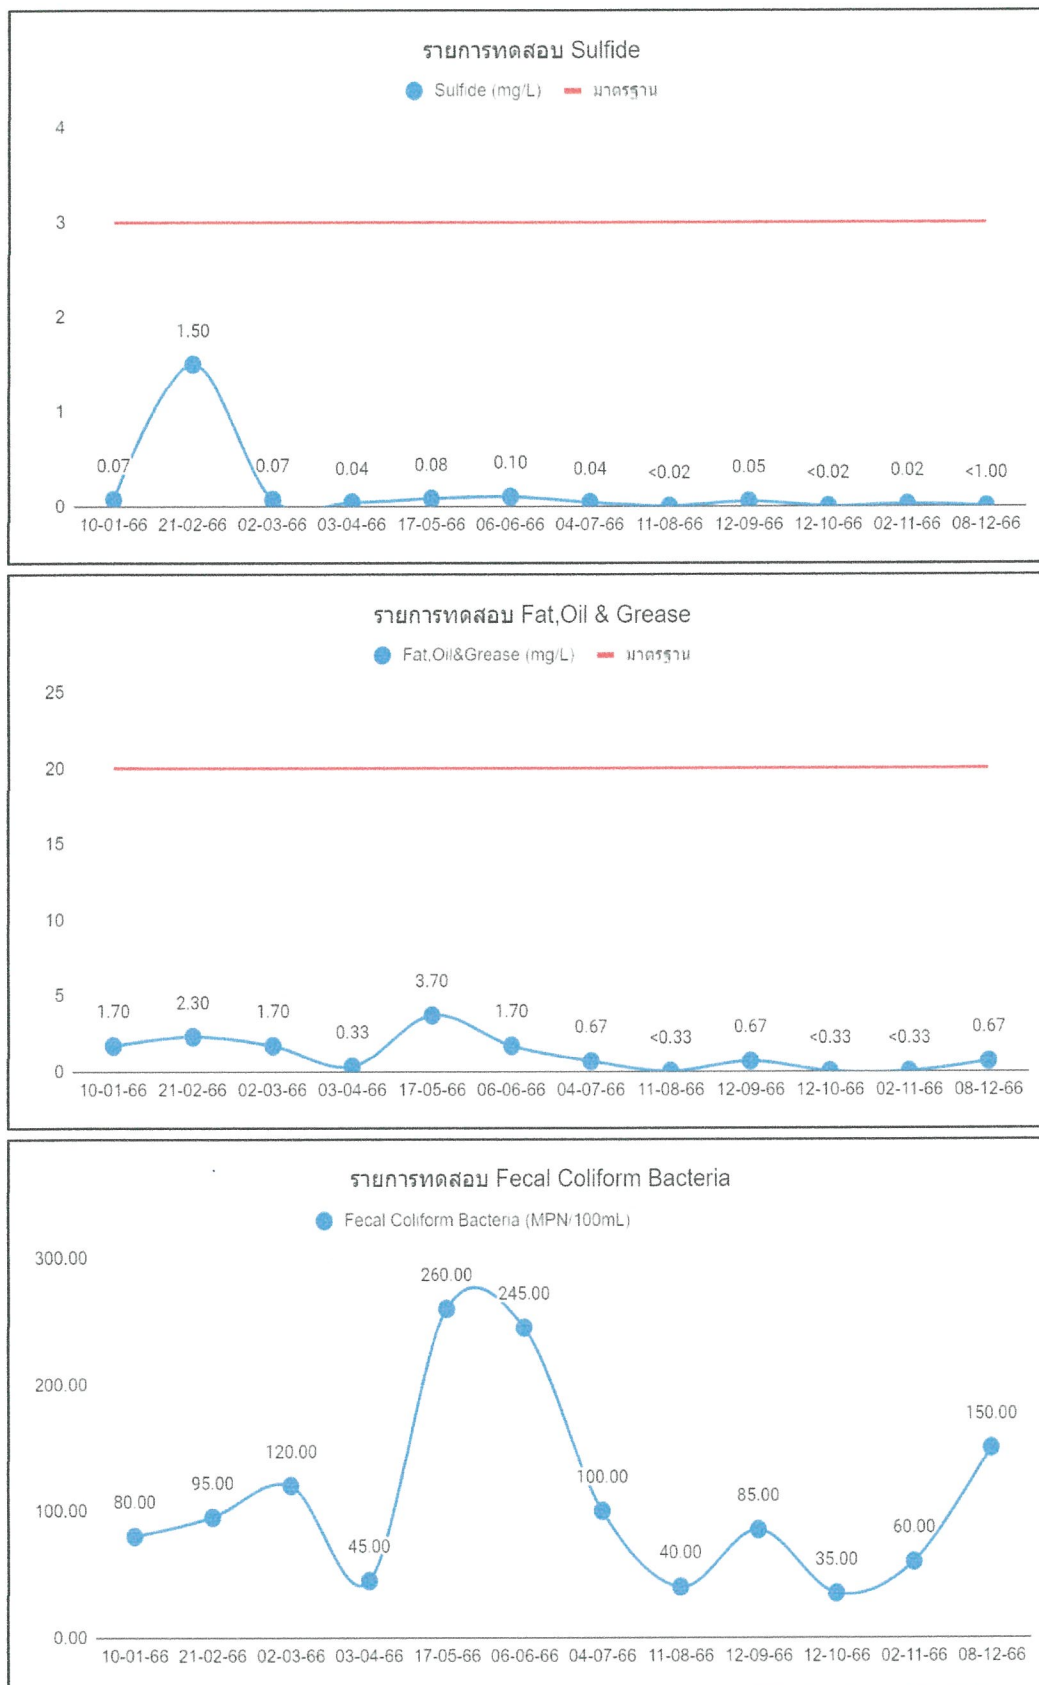 รายการทดสอบ Sulfide
Sulfide (mg/L) มาตรฐาน
4
3
2
1
0
0.07 1.50 0.07 0.04 0.08 0.10 0.04 <0.02 0.05 <0.02 0.02 <1.00
10-01-66 21-02-66 02-03-66 03-04-66 17-05-66 06-06-66 04-07-66 11-08-66 12-09-66 12-10-66 02-11-66 08-12-66
รายการทดสอบ Fat,Oil & Grease
Fat,Oil&Grease (mg/L) มาตรฐาน
25
20
15
10
5
0
1.70 2.30 1.70 0.33 3.70 1.70 0.67 <0.33 0.67 <0.33 <0.33 0.67
10-01-66 21-02-66 02-03-66 03-04-66 17-05-66 06-06-66 04-07-66 11-08-66 12-09-66 12-10-66 02-11-66 08-12-66
รายการทดสอบ Fecal Coliform Bacteria
Fecal Coliform Bacteria (MPN/100mL)
300.00
200.00
100.00
0.00
80.00 95.00 120.00 45.00 260.00 245.00 100.00 40.00 85.00 35.00 60.00 150.00
10-01-66 21-02-66 02-03-66 03-04-66 17-05-66 06-06-66 04-07-66 11-08-66 12-09-66 12-10-66 02-11-66 08-12-66